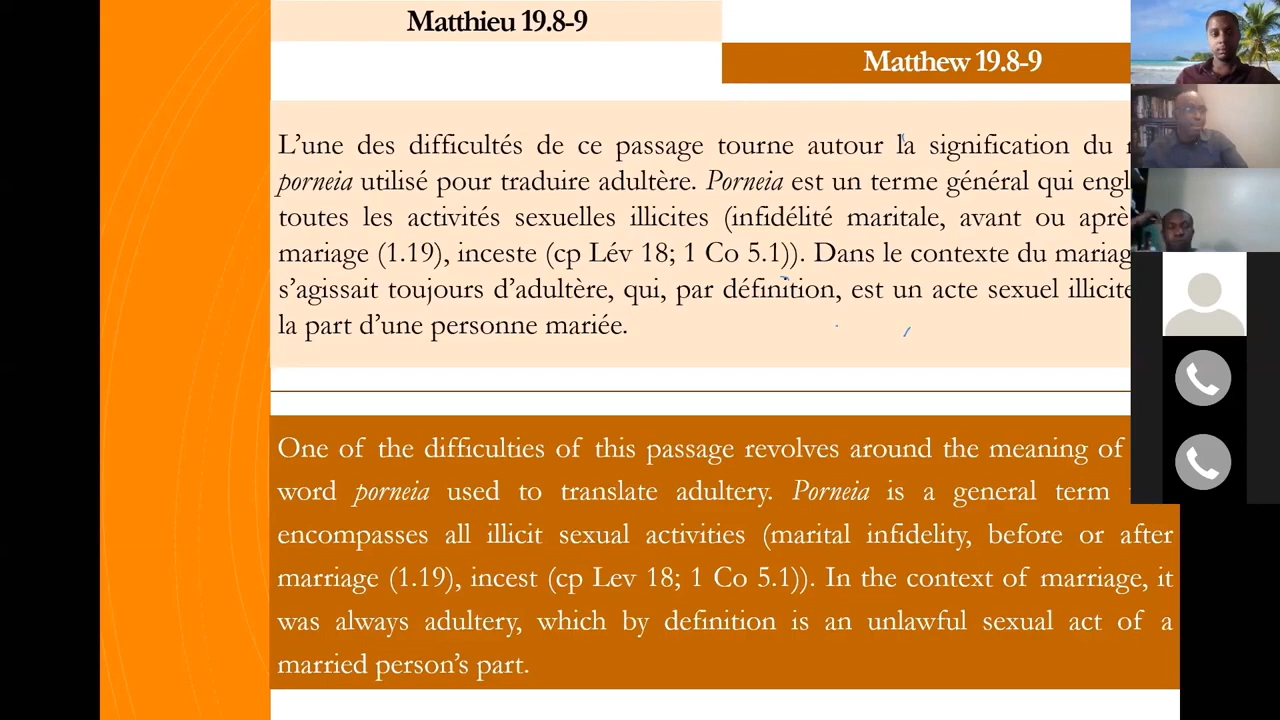 Matthieu 19.8-9
Matthew 19.8-9
L’une des difficultés de ce passage tourne autour la signification du
porneia utilisé pour traduire adultère. Porneia est un terme général qui engl
toutes les activités sexuelles illicites (infidélité maritale, avant ou aprè
mariage (1.19), inceste (cp Lév 18; 1 Co 5.1)). Dans le contexte du mariag
s’agissait toujours d’adultère, qui, par définition, est un acte sexuel illicite
la part d’une personne mariée.
One of the difficulties of this passage revolves around the meaning of
word porneia used to translate adultery. Porneia is a general term
encompasses all illicit sexual activities (marital infidelity, before or after
marriage (1.19), incest (cp Lev 18; 1 Co 5.1)). In the context of marriage, it
was always adultery, which by definition is an unlawful sexual act of a
married person’s part.